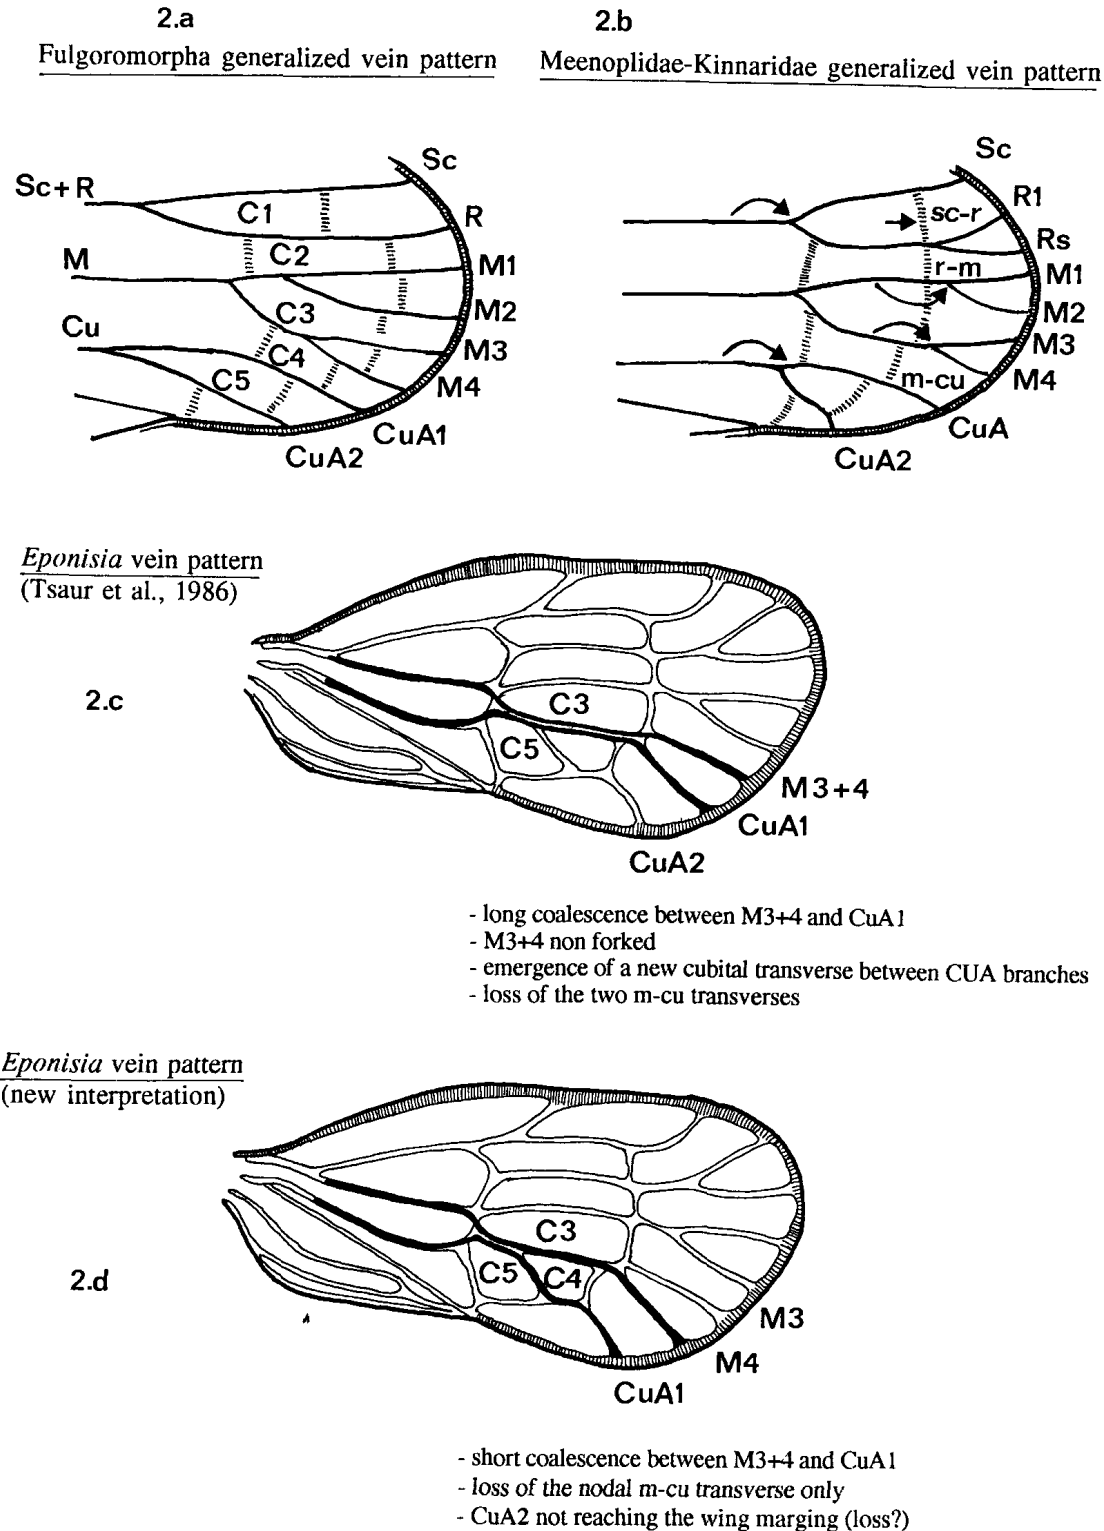 2.a
Fulgoromorpha generalized vein pattern
Sc+R
M
Cu
C1
C2
C3
C4
C5
Sc
R
M1
M2
M3
M4
CuA1
CuA2
2.b
Meenoplidae-Kinnaridae generalized vein pattern
Sc
R1
sc-r
Rs
r-m
M1
M2
M3
m-cu
M4
CuA
CuA2
Eponisia vein pattern
(Tsaur et al., 1986)
2.c
C3
C5
M3+4
CuA1
CuA2
- long coalescence between M3+4 and CuA1
- M3+4 non forked
- emergence of a new cubital transverse between CUA branches
- loss of the two m-cu transverses
Eponisia vein pattern
(new interpretation)
2.d
C3
C5
C4
M3
M4
CuA1
- short coalescence between M3+4 and CuA1
- loss of the nodal m-cu transverse only
- CuA2 not reaching the wing marging (loss?)